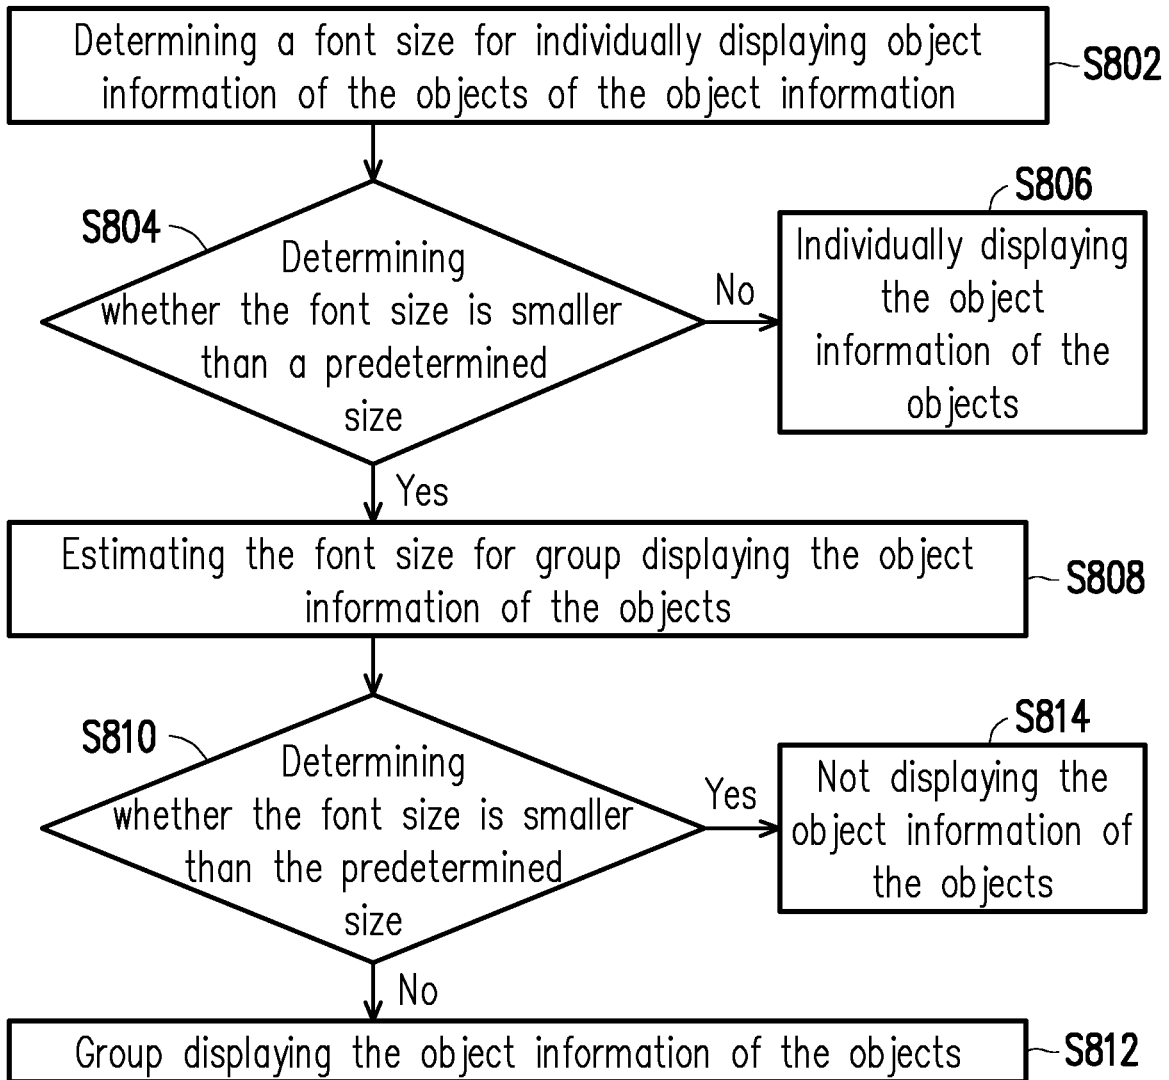 Determining a font size for individually displaying object
information of the objects of the object information
S802
S804
Determining
whether the font size is smaller
than a predetermined
size
No
S806
Individually displaying
the object
information of the
objects
Yes
Estimating the font size for group displaying the object
information of the objects
S808
S810
Determining
whether the font size is smaller
than the predetermined
size
Yes
S814
Not displaying the
object information of
the objects
No
Group displaying the object information of the objects
S812